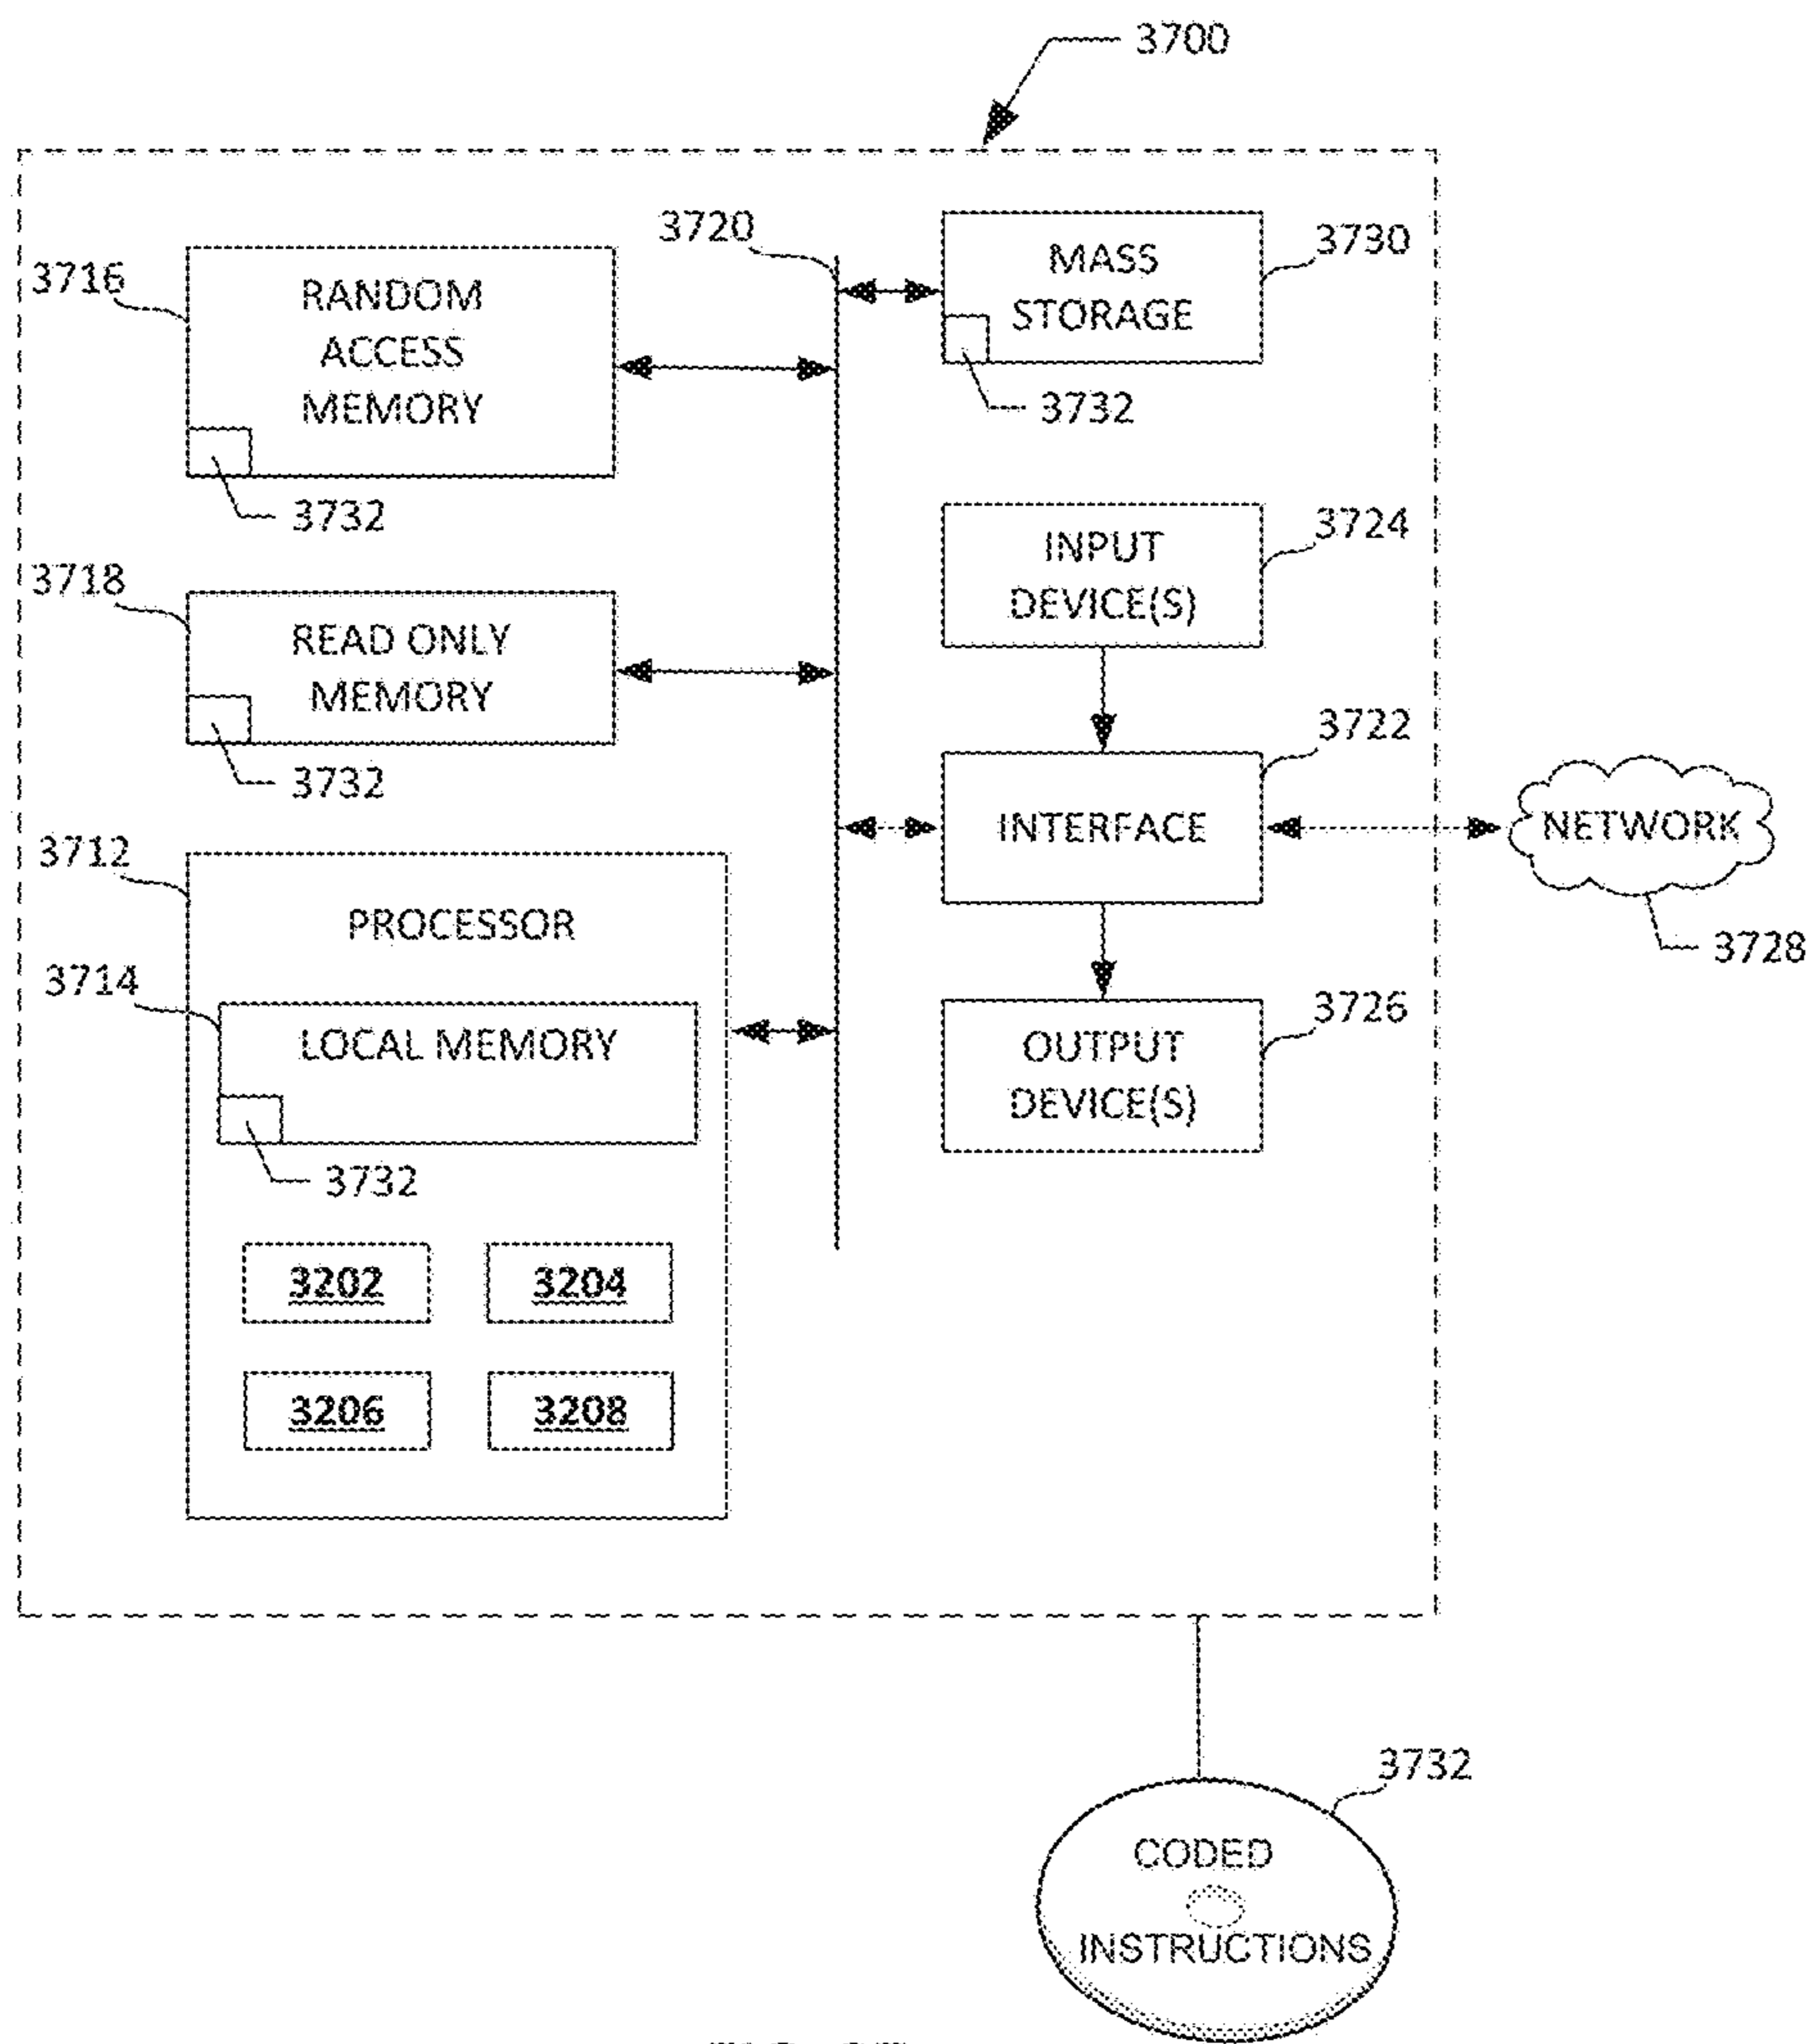 3700
3720
MASS
STORAGE
3730
3716
RANDOM
ACCESS
MEMORY
3732
3732
INPUT
DEVICE(S)
3724
3718
READ ONLY
MEMORY
3732
3722
INTERFACE
NETWORK
3728
3712
PROCESSOR
3714
LOCAL MEMORY
3732
3726
OUTPUT
DEVICE(S)
3202
3204
3206
3208
3732
CODED
INSTRUCTIONS